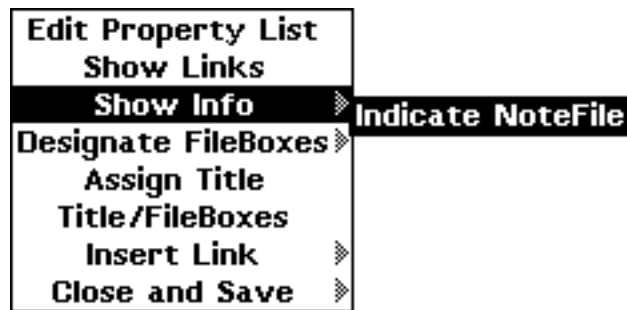 Edit Property List
Show Links
Show Info
Indicate NoteFile
Designate FileBoxes
Assign Title
Title/FileBoxes
Insert Link
Close and Save